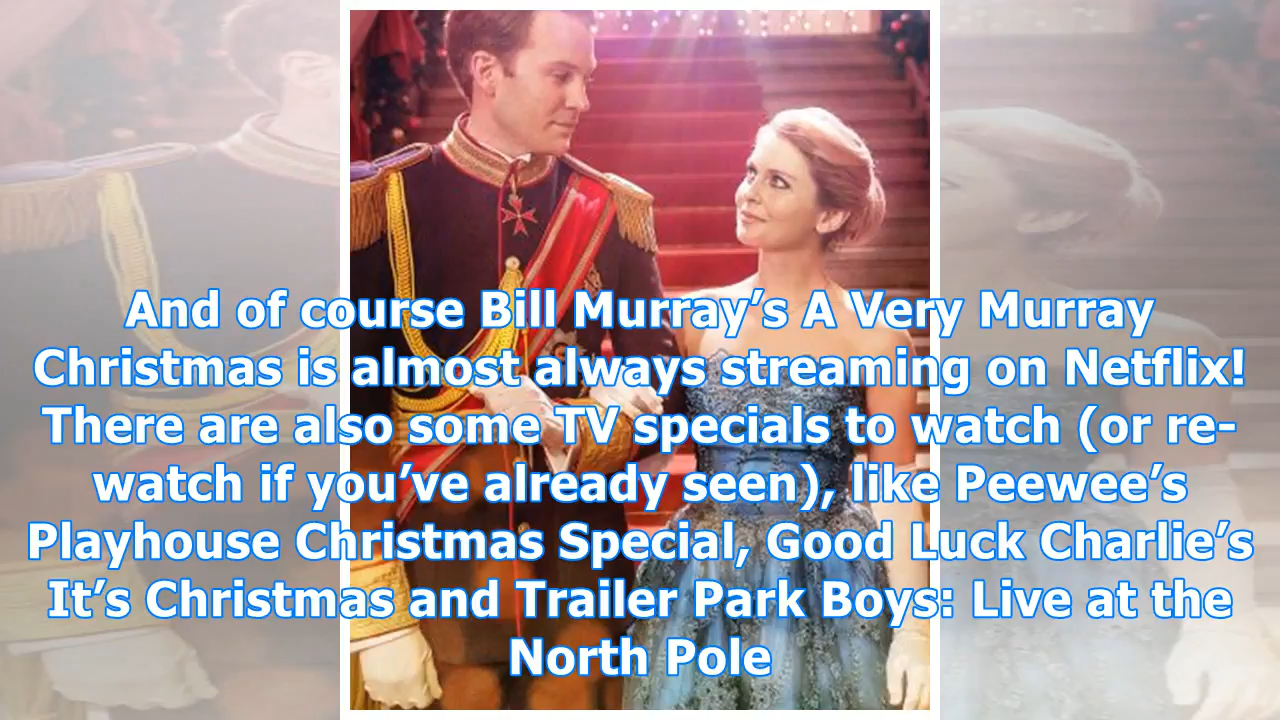 And of course Bill Murray’s A Very Murray
Christmas is almost always streaming on Netflix!
There are also some TV specials to watch (or re-
watch if you’ve already seen), like Peewee’s
Playhouse Christmas Special, Good Luck Charlie’s
It’s Christmas and Trailer Park Boys: Live at the
North Pole